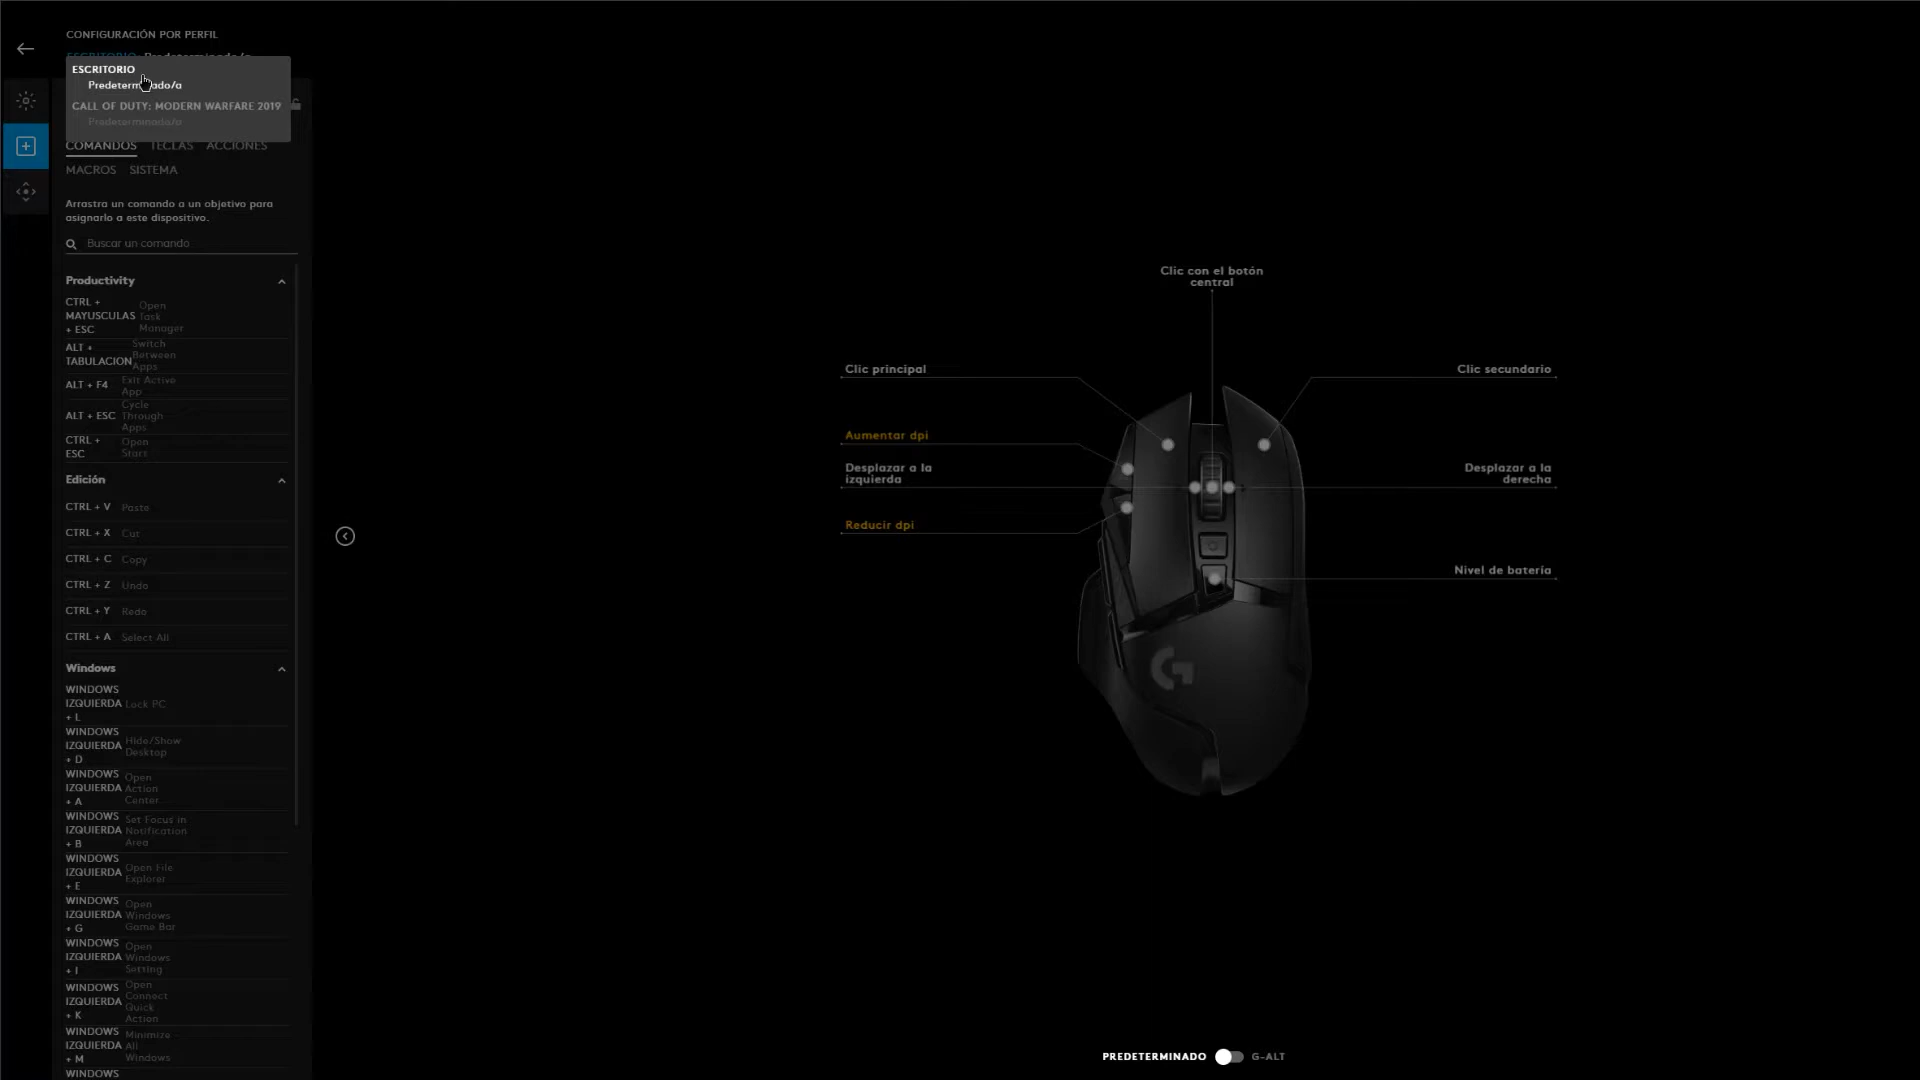 CONFIGURACIÓN POR PERFIL
ESCRITORIO: Predeterminado/a
ESCRITORIO
Predeterminado/a
CALL OF DUTY: MODERN WARFARE 2019
Predeterminado/a
COMANDOS TECLAS ACCIONES
MACROS SISTEMA
Arrastra un comando a un objetivo para
asignarlo a este dispositivo.
Buscar un comando
Productivity
CTRL +
MAYUSCULAS
+ ESC
Open
Task
Manager
ALT +
TABULACION
Switch
Between
Apps
ALT + F4
Exit Active
App
ALT + ESC
Cycle
Through
Apps
CTRL +
ESC
Open
Start
Edición
CTRL + V Paste
CTRL + X Cut
CTRL + C Copy
CTRL + Z Undo
CTRL + Y Redo
CTRL + A Select All
Windows
WINDOWS
IZQUIERDA
+ L
Lock PC
WINDOWS
IZQUIERDA
+ D
Hide/Show
Desktop
WINDOWS
IZQUIERDA
+ A
Open
Action
Center
WINDOWS
IZQUIERDA
+ B
Set Focus in
Notification
Area
WINDOWS
IZQUIERDA
+ E
Open File
Explorer
WINDOWS
IZQUIERDA
+ G
Open
Windows
Game Bar
WINDOWS
IZQUIERDA
+ I
Open
Windows
Setting
WINDOWS
IZQUIERDA
+ K
Open
Connect
Quick
Action
WINDOWS
IZQUIERDA
+ M
Minimize
All
Windows
WINDOWS
Clic con el botón
central
Clic principal
Clic secundario
Aumentar dpi
Desplazar a la
izquierda
Desplazar a la
derecha
Reducir dpi
Nivel de batería
G
PREDETERMINADO G-ALT